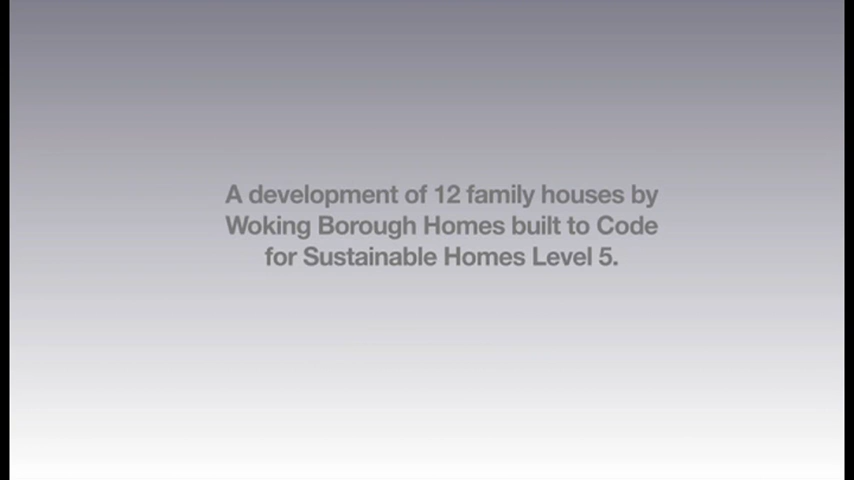 A development of 12 family houses by
Woking Borough Homes built to Code
for Sustainable Homes Level 5.